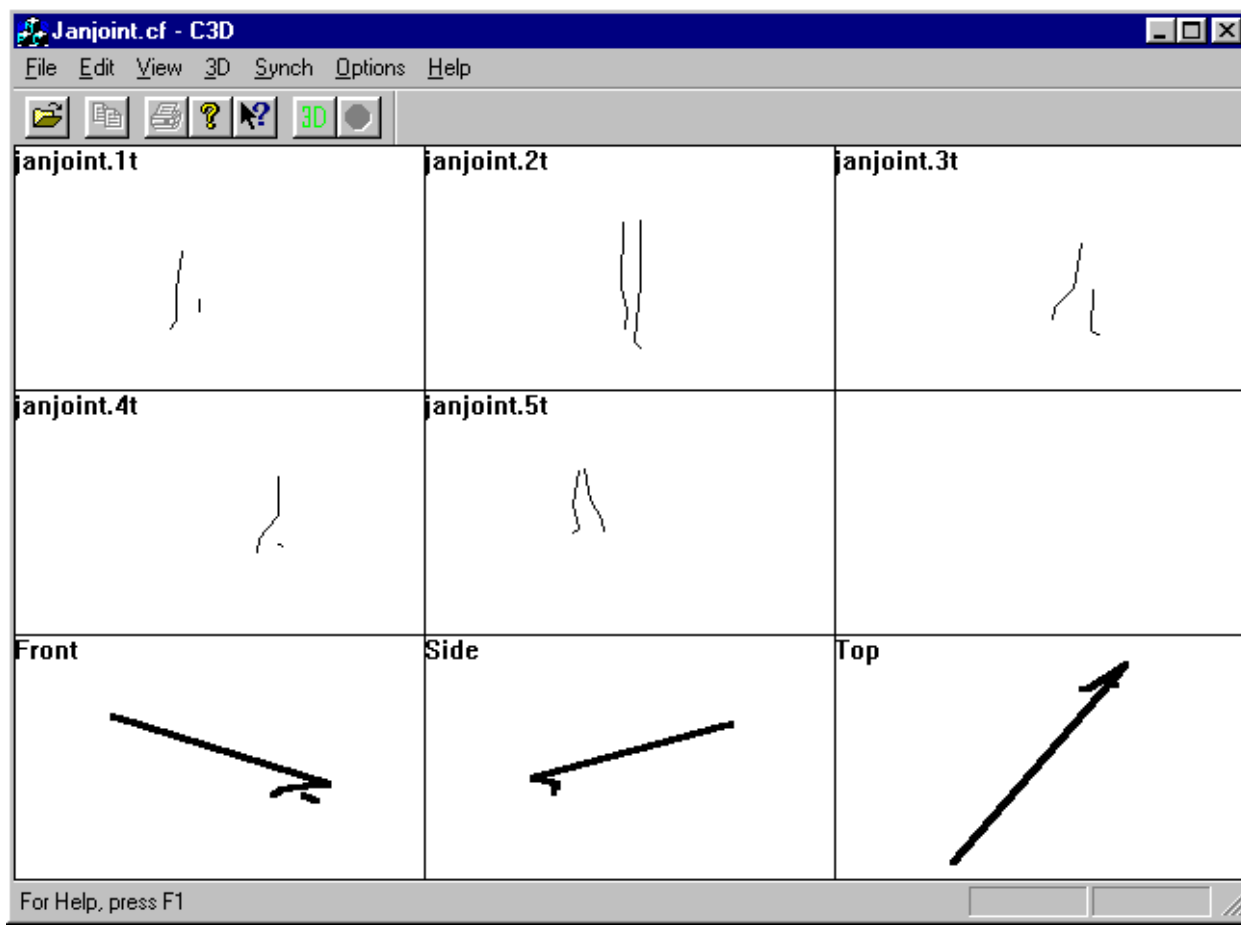 Janjoint.cf - C3D
File Edit View 3D Synch Options Help
3D
janjoint.1t janjoint.2t janjoint.3t
janjoint.4t janjoint.5t
Front Side Top
For Help, press F1